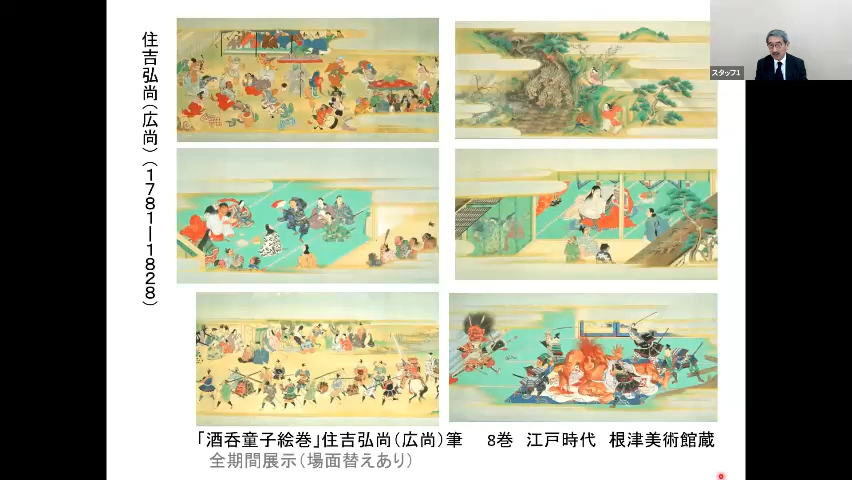 住吉弘尚（広尚）（1781ー1828）
スタッフ1
「酒呑童子絵巻」住吉弘尚（広尚）筆　8巻　江戸時代　根津美術館蔵
全期間展示（場面替えあり）